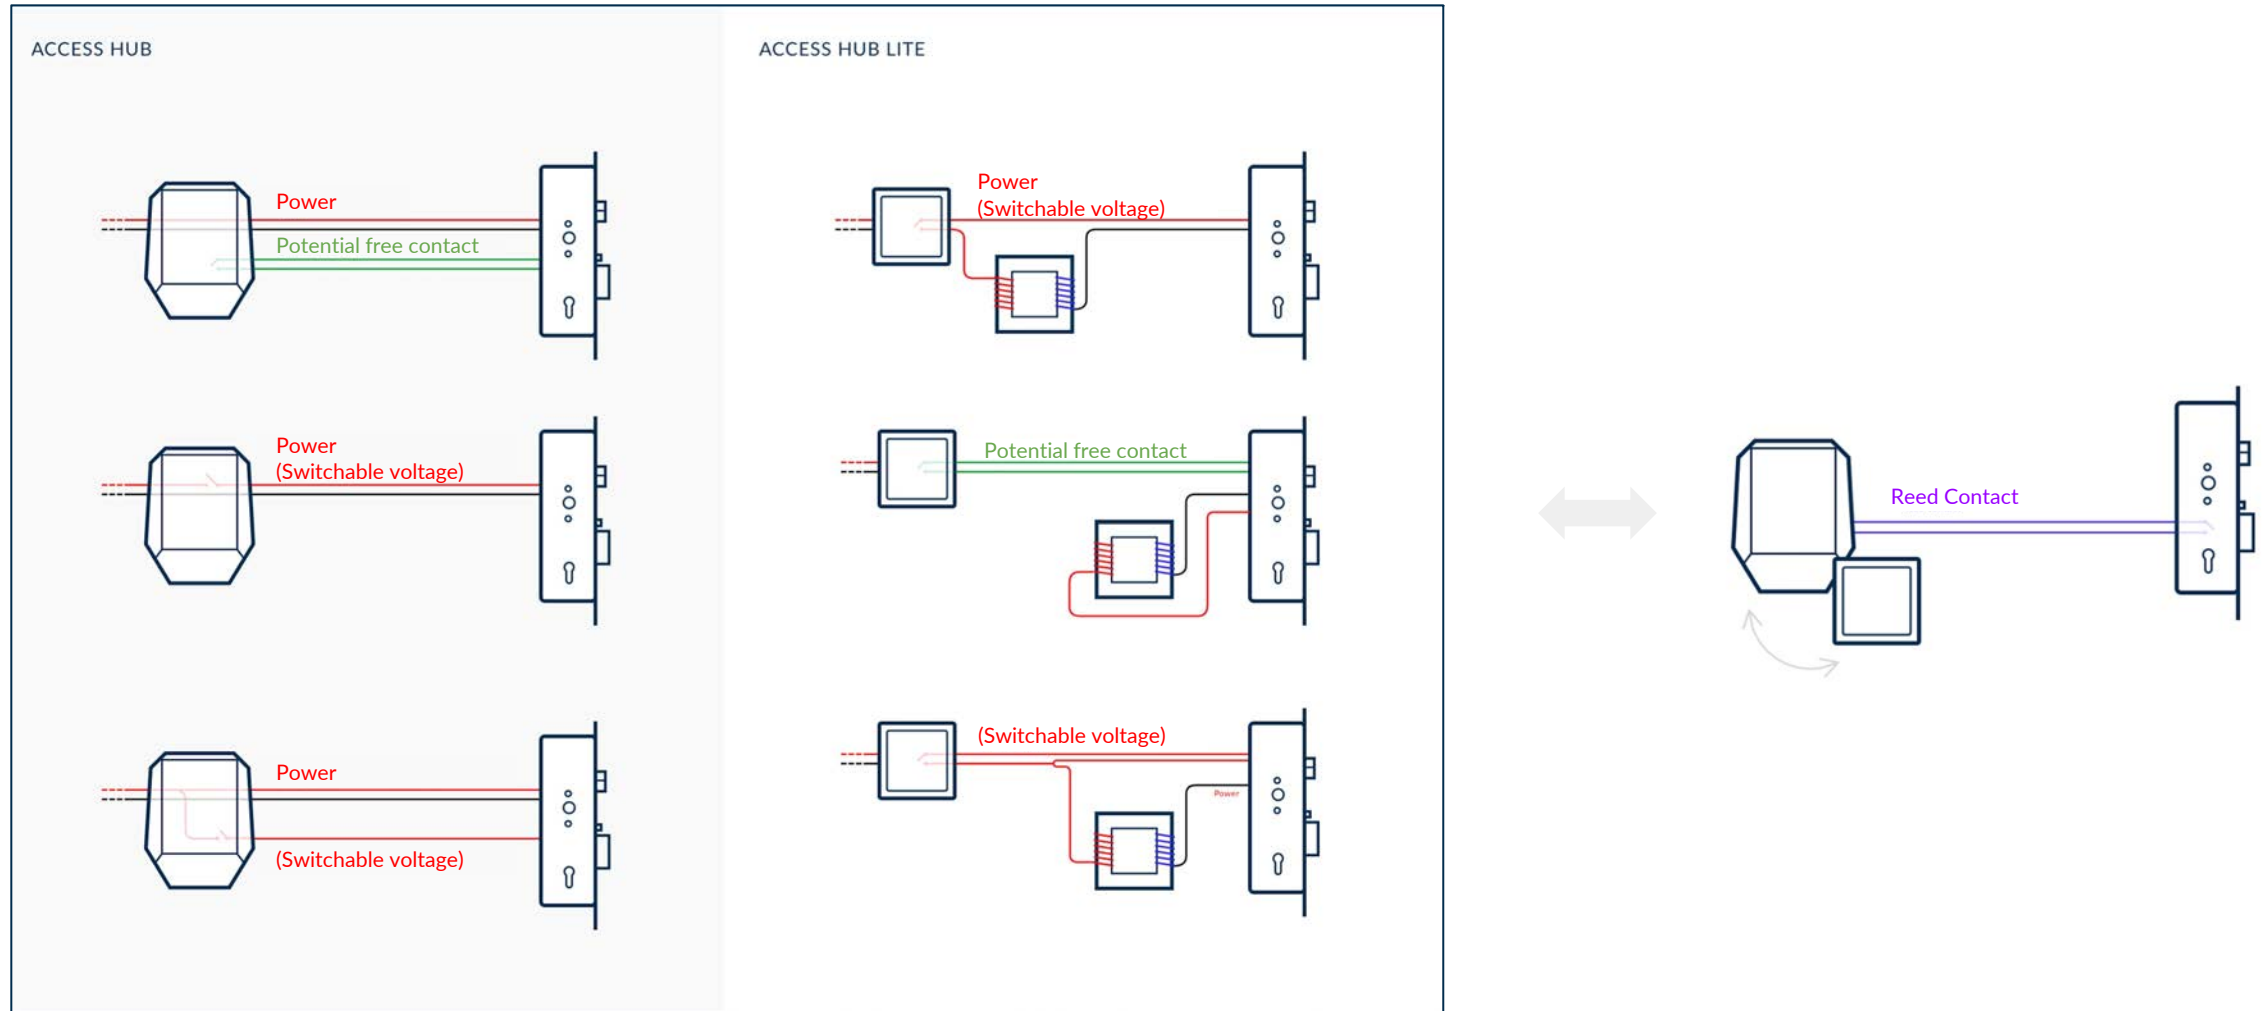 ACCESS HUB
Power
Potential free contact
Power
(Switchable voltage)
Power
(Switchable voltage)
ACCESS HUB LITE
Power
(Switchable voltage)
Potential free contact
(Switchable voltage)
Power
Reed Contact